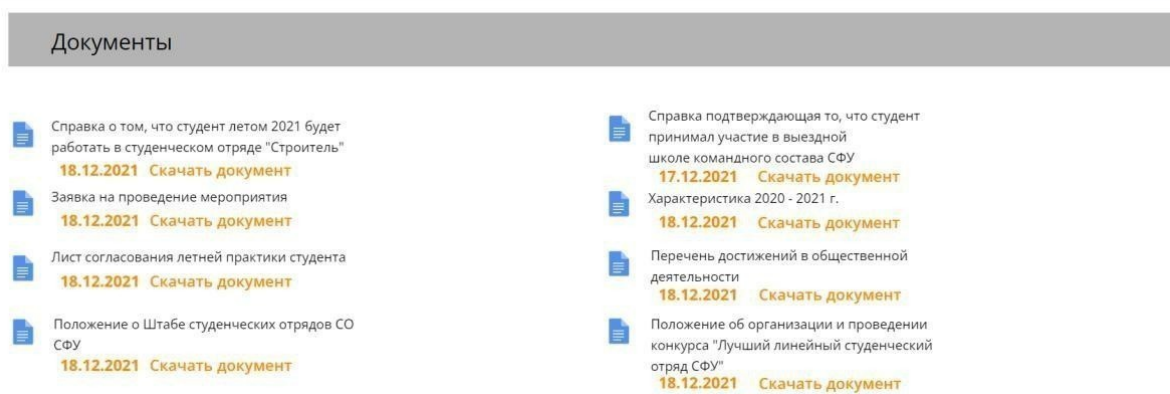 Документы
Справка о том, что студент летом 2021 будет
работать в студенческом отряде "Строитель"
18.12.2021 Скачать документ
Заявка на проведение мероприятия
18.12.2021 Скачать документ
Лист согласования летней практики студента
18.12.2021 Скачать документ
Положение о Штабе студенческих отрядов СО
СФУ
18.12.2021 Скачать документ
Справка подтверждающая то, что студент
принимал участие в выездной
школе командного состава СФУ
17.12.2021 Скачать документ
Характеристика 2020 - 2021 г.
18.12.2021 Скачать документ
Перечень достижений в общественной
деятельности
18.12.2021 Скачать документ
Положение об организации и проведении
конкурса "Лучший линейный студенческий
отряд СФУ"
18.12.2021 Скачать документ